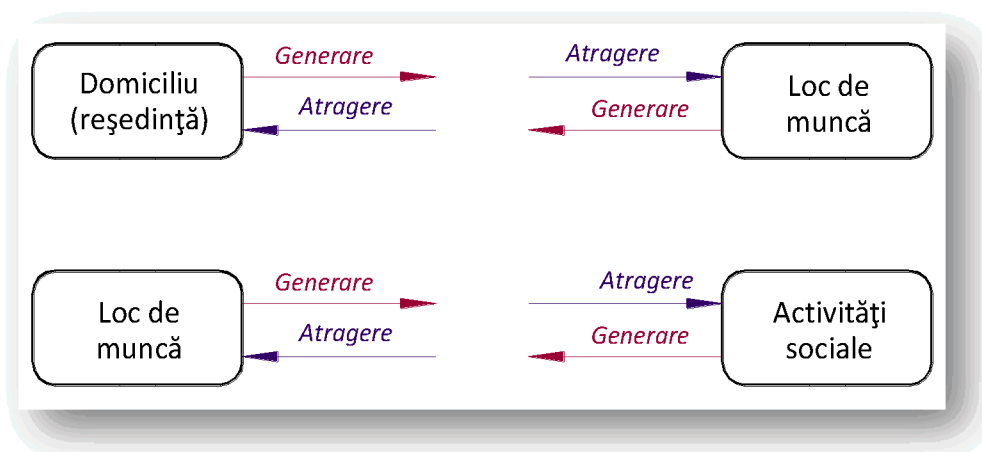 Generare
Atragere
Domiciliu
(reşedinţă)
Atragere
Generare
Loc de
muncă
Generare
Atragere
Loc de
muncă
Atragere
Generare
Activităţi
sociale